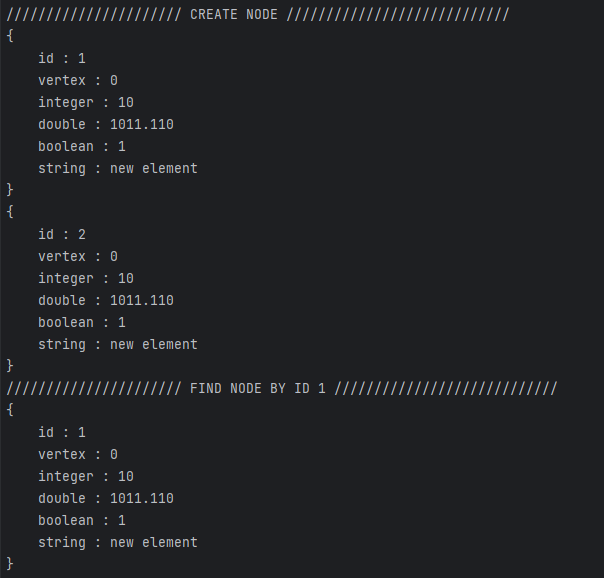 ////////////////////// CREATE NODE ////////////////////////////
{
    id : 1
    vertex : 0
    integer : 10
    double : 1011.110
    boolean : 1
    string : new element
}
{
    id : 2
    vertex : 0
    integer : 10
    double : 1011.110
    boolean : 1
    string : new element
}
////////////////////// FIND NODE BY ID 1 ////////////////////////////
{
    id : 1
    vertex : 0
    integer : 10
    double : 1011.110
    boolean : 1
    string : new element
}